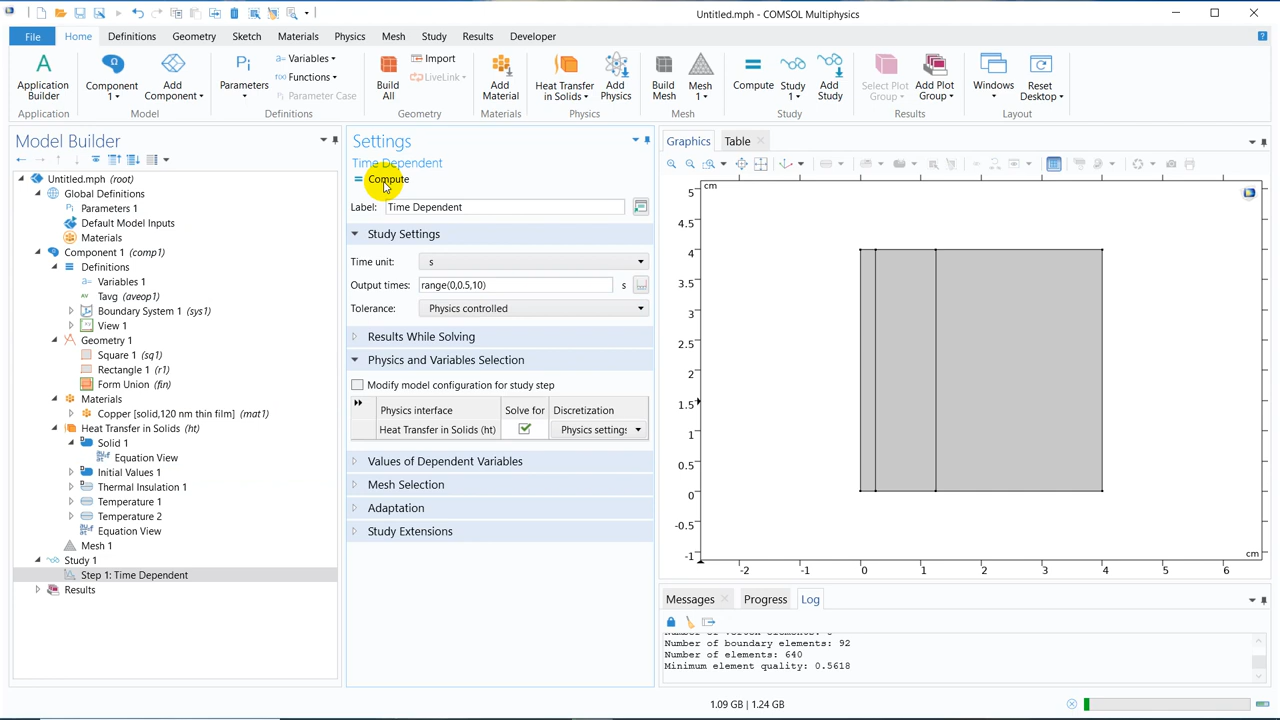 Untitled.mph - COMSOL Multiphysics
File Home Definitions Geometry Sketch Materials Physics Mesh Study Results Developer
Application Builder
Component 1
Add Component
Pi Parameters
a= Variables
f(x) Functions
Pi Parameter Case
Build All
Import
LiveLink
Add Material
Heat Transfer in Solids
Add Physics
Build Mesh
Mesh 1
Compute
Study 1
Add Study
Select Plot Group
Add Plot Group
Windows
Reset Desktop
Application Model Definitions Geometry Materials Physics Mesh Study Results Layout
Model Builder
Untitled.mph (root)
Global Definitions
Pi Parameters 1
Default Model Inputs
Materials
Component 1 (comp1)
Definitions
a= Variables 1
AV Tavg (aveop1)
Boundary System 1 (sys1)
View 1
Geometry 1
Square 1 (sq1)
Rectangle 1 (r1)
Form Union (fin)
Materials
Copper [solid,120 nm thin film] (mat1)
Heat Transfer in Solids (ht)
Solid 1
Equation View
Initial Values 1
Thermal Insulation 1
Temperature 1
Temperature 2
Equation View
Mesh 1
Study 1
Step 1: Time Dependent
Results
Settings
Time Dependent
= Compute
Label: Time Dependent
Study Settings
Time unit: s
Output times: range(0,0.5,10) s
Tolerance: Physics controlled
Results While Solving
Physics and Variables Selection
Modify model configuration for study step
Physics interface Solve for Discretization
Heat Transfer in Solids (ht) Physics settings
Values of Dependent Variables
Mesh Selection
Adaptation
Study Extensions
Graphics Table
cm
5
4.5
4
3.5
3
2.5
2
1.5
1
0.5
0
-0.5
-1
cm
-2 -1 0 1 2 3 4 5 6
Messages Progress Log
Number of boundary elements: 92
Number of elements: 640
Minimum element quality: 0.5618
1.09 GB | 1.24 GB